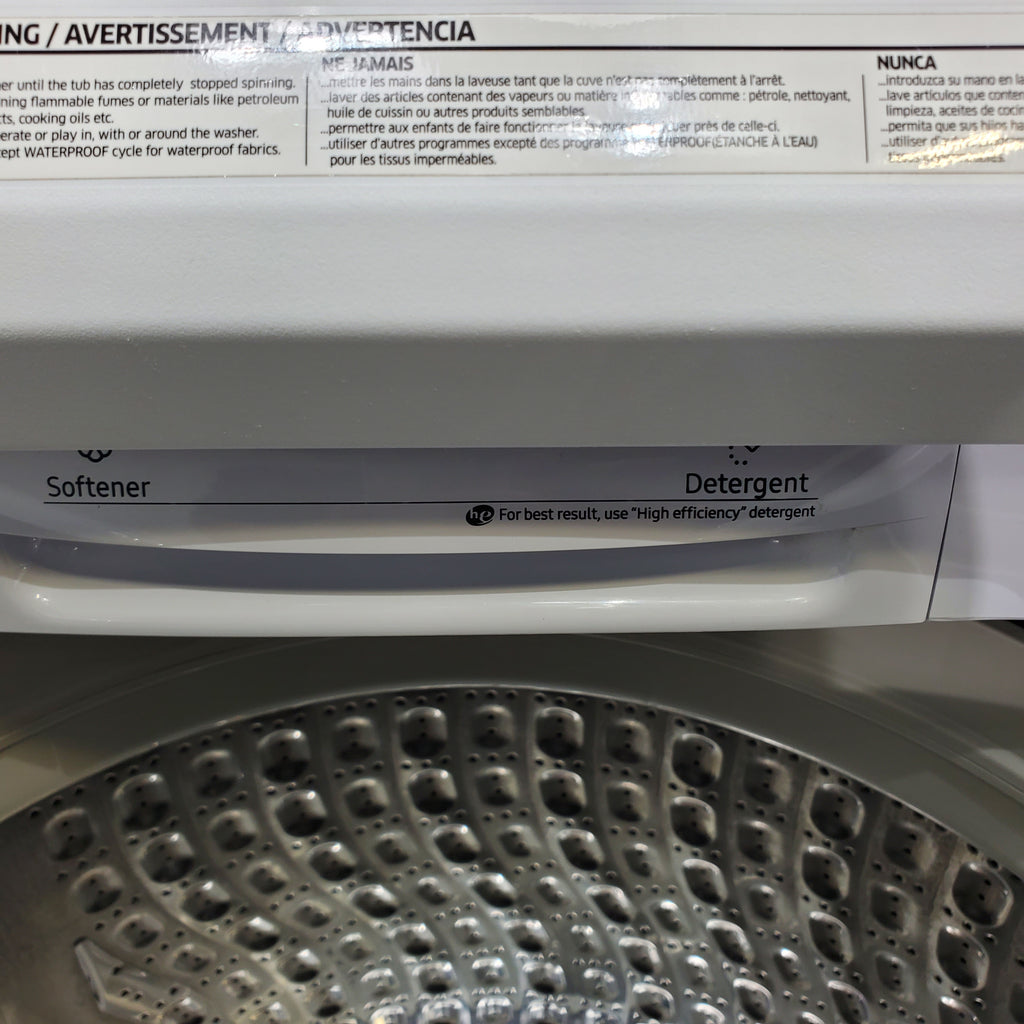 ING / AVERTISSEMENT / ADVERTENCIA
er until the tub has completely stopped spinning.
ning flammable fumes or materials like petroleum
ts, cooking oils etc.
erate or play in, with or around the washer.
cept WATERPROOF cycle for waterproof fabrics.
NE JAMAIS
...mettre les mains dans la laveuse tant que la cuve n'est pas complètement à l'arrêt.
...laver des articles contenant des vapeurs ou matière comme : pétrole, nettoyant,
huile de cuisson ou autres produits semblables.
...permettre aux enfants de faire fonctionner près de celle-ci.
...utiliser d'autres programmes excepté des (ÉTANCHE À L'EAU)
pour les tissus imperméables.
NUNCA
...introduzca su mano en la
...lave artículos que conten
limpieza, aceites de cocin
...permita que sus hijos ha
...utiliser
Softener
Detergent
he For best result, use "High efficiency" detergent